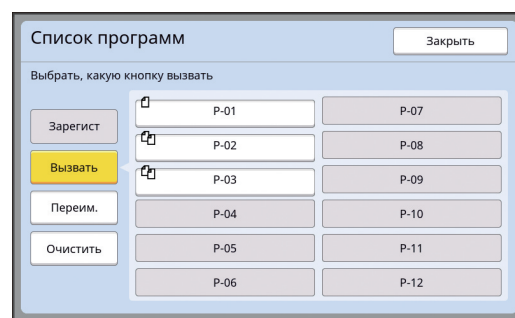 Список программ
Закрыть
Выбрать, какую кнопку вызвать
Зарегист
Вызвать
Переим.
Очистить
P-01
P-02
P-03
P-04
P-05
P-06
P-07
P-08
P-09
P-10
P-11
P-12